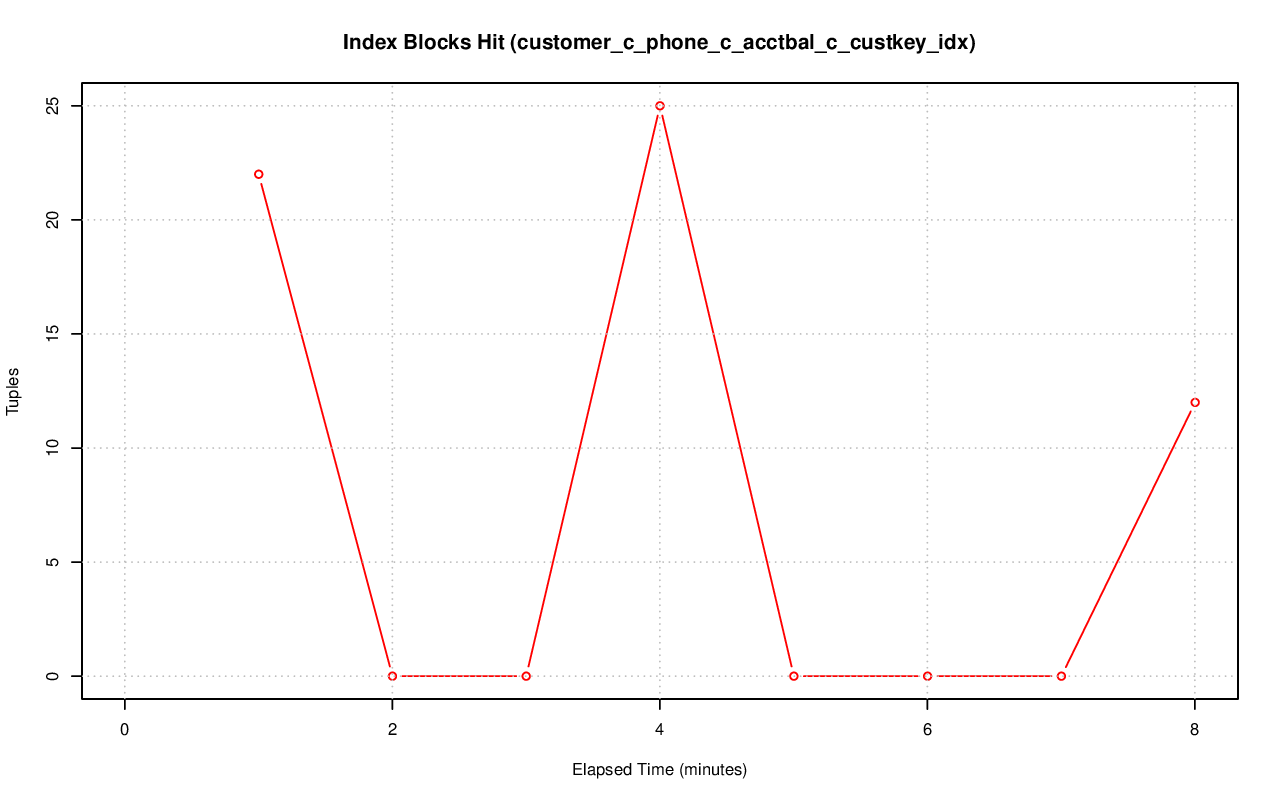 Index Blocks Hit (customer_c_phone_c_acctbal_c_custkey_idx)
Tuples
25
20
15
10
5
0
0 2 4 6 8
Elapsed Time (minutes)